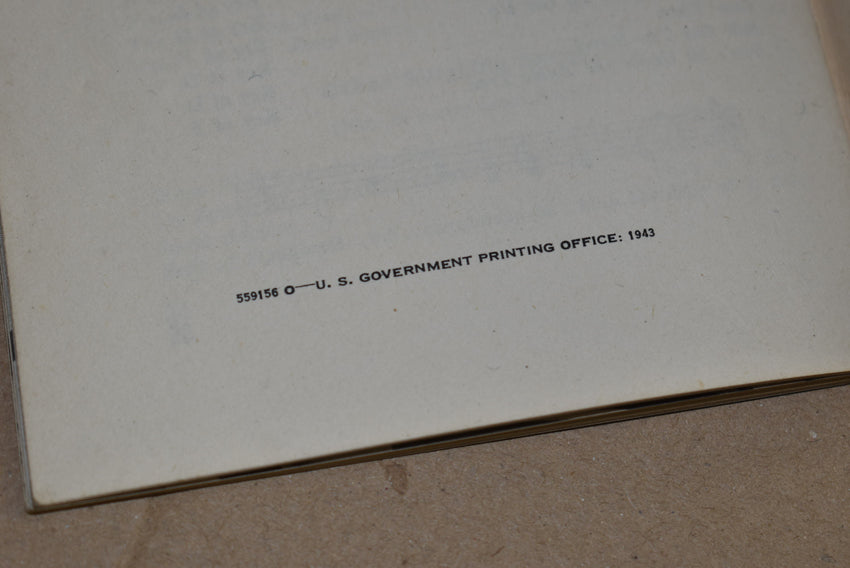 559156 O—U. S. GOVERNMENT PRINTING OFFICE: 1943